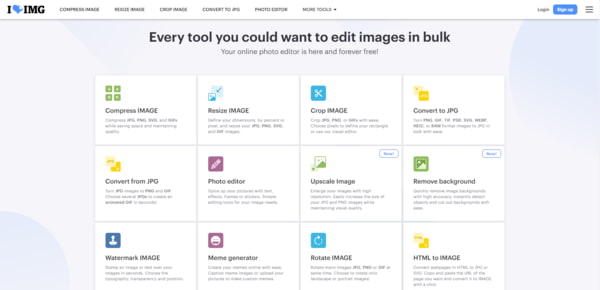 I IMG
COMPRESS IMAGE
RESIZE IMAGE
CROP IMAGE
CONVERT TO JPG
PHOTO EDITOR
MORE TOOLS
Login
Sign up
Every tool you could want to edit images in bulk
Your online photo editor is here and forever free!
Compress IMAGE
Compress JPG, PNG, SVG, and GIFs
while saving space and maintaining
quality.
Resize IMAGE
Define your dimensions, by percent or
pixel, and resize your JPG, PNG, SVG,
and GIF images.
Crop IMAGE
Crop JPG, PNG, or GIFs with ease.
Choose pixels to define your rectangle
or use our visual editor.
Convert to JPG
Turn PNG, GIF, TIF, PSD, SVG, WEBP,
HEIC, or RAW format images to JPG in
bulk with ease.
Convert from JPG
Turn JPG images to PNG and GIF.
Choose several JPGs to create an
animated GIF in seconds!
Photo editor
Spice up your pictures with text,
effects, frames or stickers. Simple
editing tools for your image needs.
New!
Upscale Image
Enlarge your images with high
resolution. Easily increase the size of
your JPG and PNG images while
maintaining visual quality.
New!
Remove background
Quickly remove image backgrounds
with high accuracy. Instantly detect
objects and cut out backgrounds with
ease.
Watermark IMAGE
Stamp an image or text over your
images in seconds. Choose the
typography, transparency and position.
Meme generator
Create your memes online with ease.
Caption meme images or upload your
pictures to make custom memes.
Rotate IMAGE
Rotate many images JPG, PNG or GIF at
same time. Choose to rotate only
landscape or portrait images!
HTML to IMAGE
Convert webpages in HTML to JPG or
SVG. Copy and paste the URL of the
page you want and convert it to IMAGE
with a click.